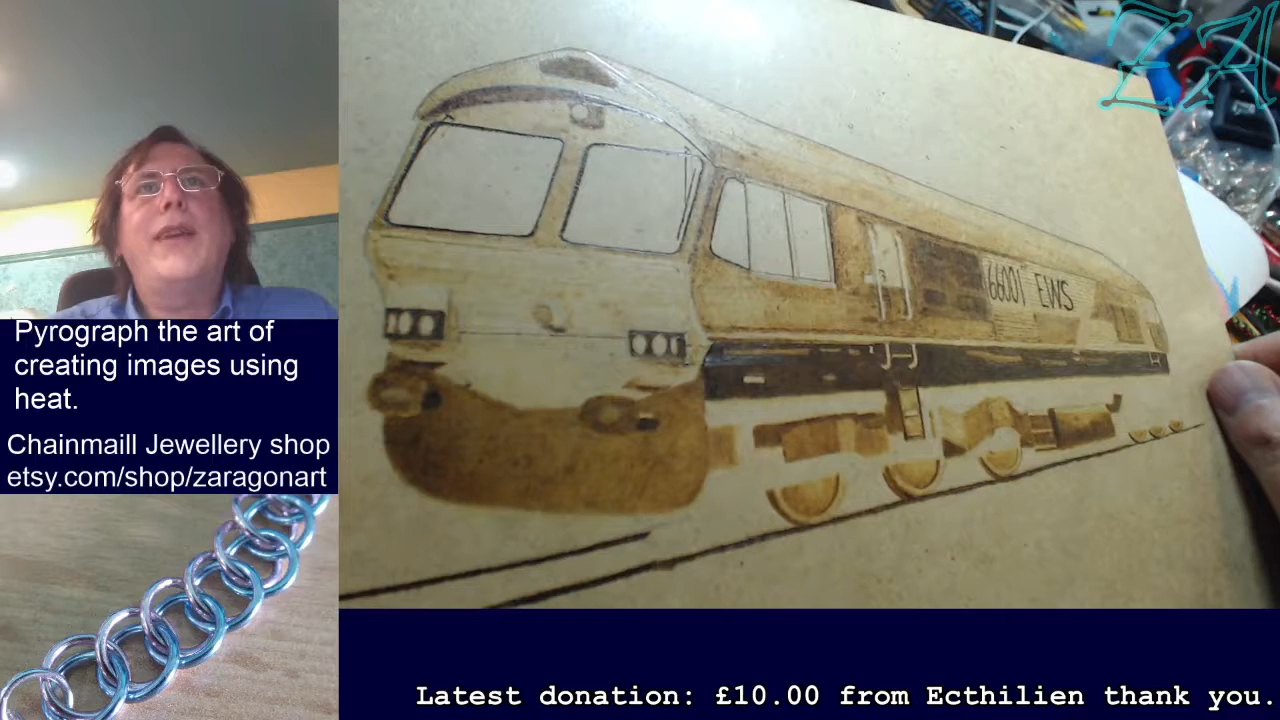 ZA
Pyrograph the art of
creating images using
heat.
Chainmaill Jewellery shop
etsy.com/shop/zaragonart
66001 EWS
Latest donation: £10.00 from Ecthilien thank you.